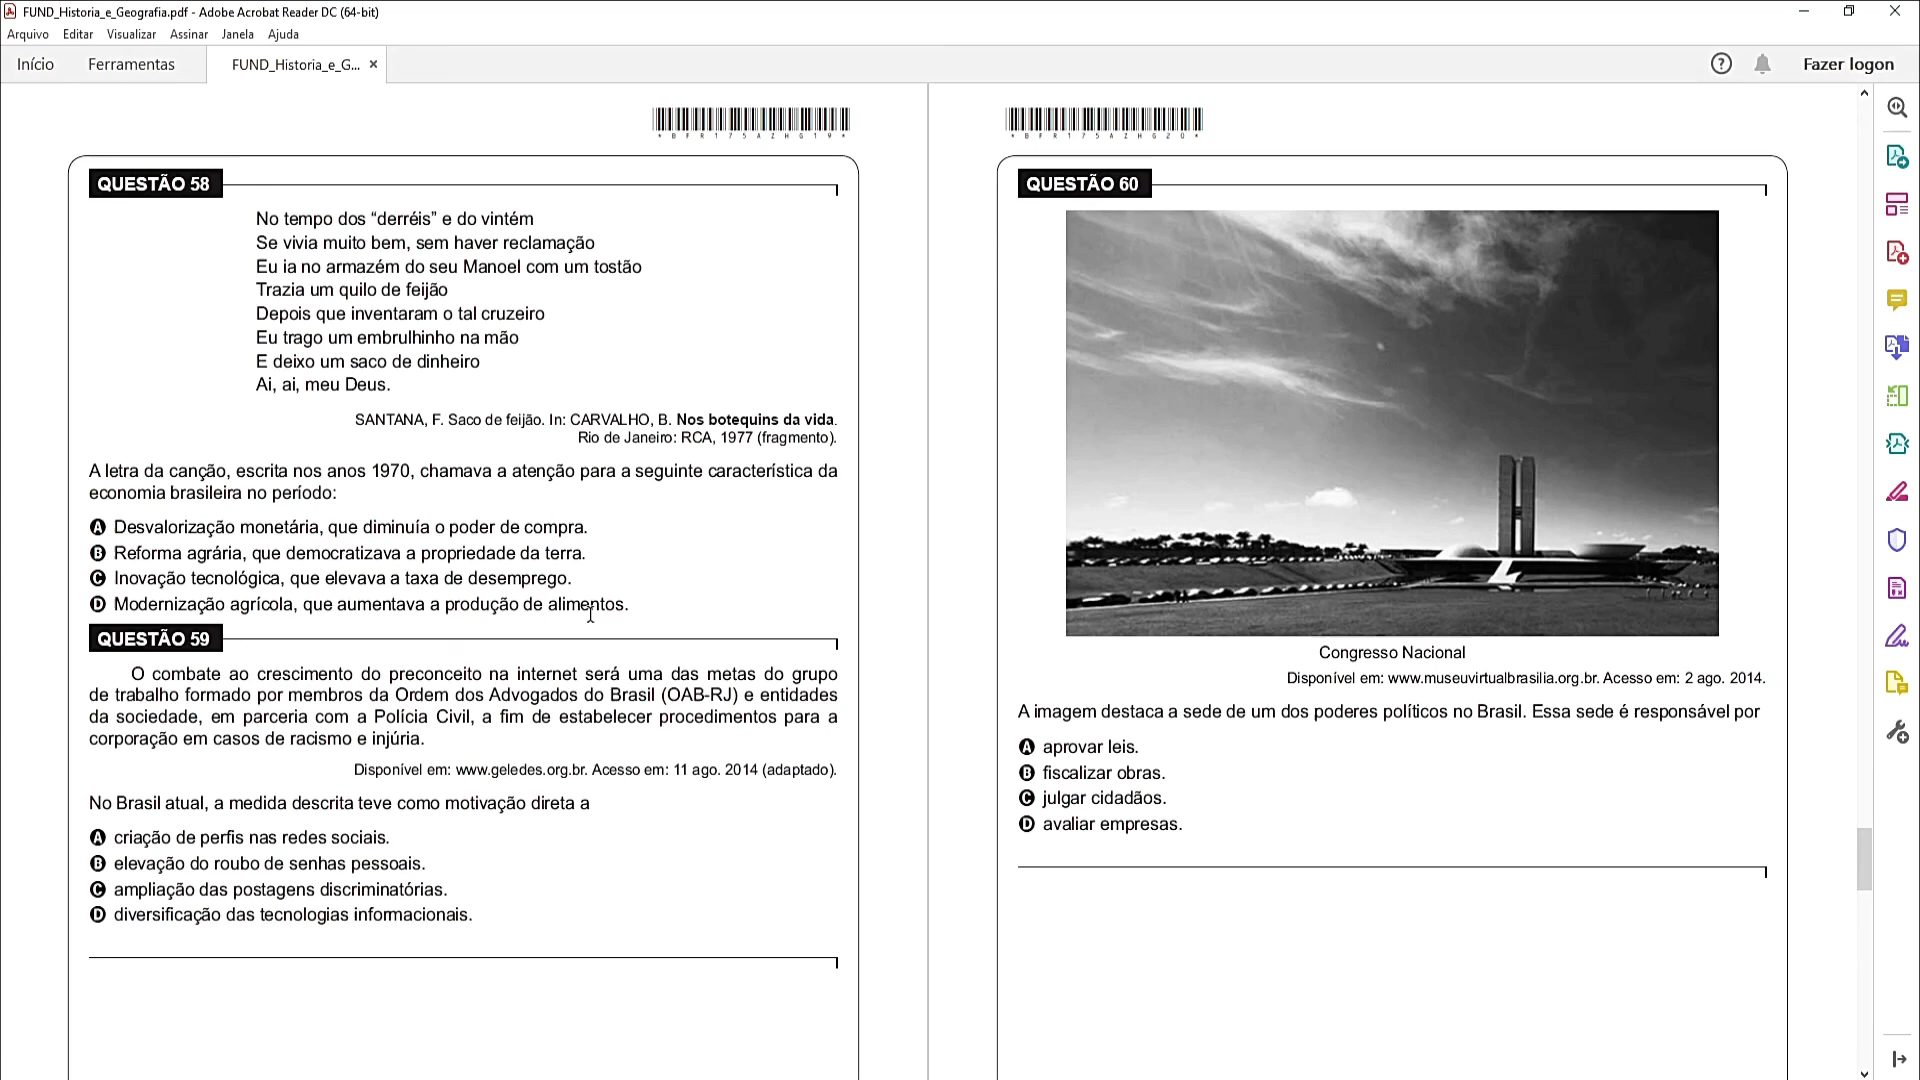 FUND_Historia_e_Geografia.pdf - Adobe Acrobat Reader DC (64-bit)
Arquivo Editar Visualizar Assinar Janela Ajuda
Início Ferramentas FUND_Historia_e_G... × Fazer logon
*BFR175AZHG19*
QUESTÃO 58
No tempo dos “derréis” e do vintém
Se vivia muito bem, sem haver reclamação
Eu ia no armazém do seu Manoel com um tostão
Trazia um quilo de feijão
Depois que inventaram o tal cruzeiro
Eu trago um embrulhinho na mão
E deixo um saco de dinheiro
Ai, ai, meu Deus.
SANTANA, F. Saco de feijão. In: CARVALHO, B. Nos botequins da vida.
Rio de Janeiro: RCA, 1977 (fragmento).
A letra da canção, escrita nos anos 1970, chamava a atenção para a seguinte característica da
economia brasileira no período:
A Desvalorização monetária, que diminuía o poder de compra.
B Reforma agrária, que democratizava a propriedade da terra.
C Inovação tecnológica, que elevava a taxa de desemprego.
D Modernização agrícola, que aumentava a produção de alimentos.
QUESTÃO 59
O combate ao crescimento do preconceito na internet será uma das metas do grupo
de trabalho formado por membros da Ordem dos Advogados do Brasil (OAB-RJ) e entidades
da sociedade, em parceria com a Polícia Civil, a fim de estabelecer procedimentos para a
corporação em casos de racismo e injúria.
Disponível em: www.geledes.org.br. Acesso em: 11 ago. 2014 (adaptado).
No Brasil atual, a medida descrita teve como motivação direta a
A criação de perfis nas redes sociais.
B elevação do roubo de senhas pessoais.
C ampliação das postagens discriminatórias.
D diversificação das tecnologias informacionais.
*BFR175AZHG20*
QUESTÃO 60
Congresso Nacional
Disponível em: www.museuvirtualbrasilia.org.br. Acesso em: 2 ago. 2014.
A imagem destaca a sede de um dos poderes políticos no Brasil. Essa sede é responsável por
A aprovar leis.
B fiscalizar obras.
C julgar cidadãos.
D avaliar empresas.